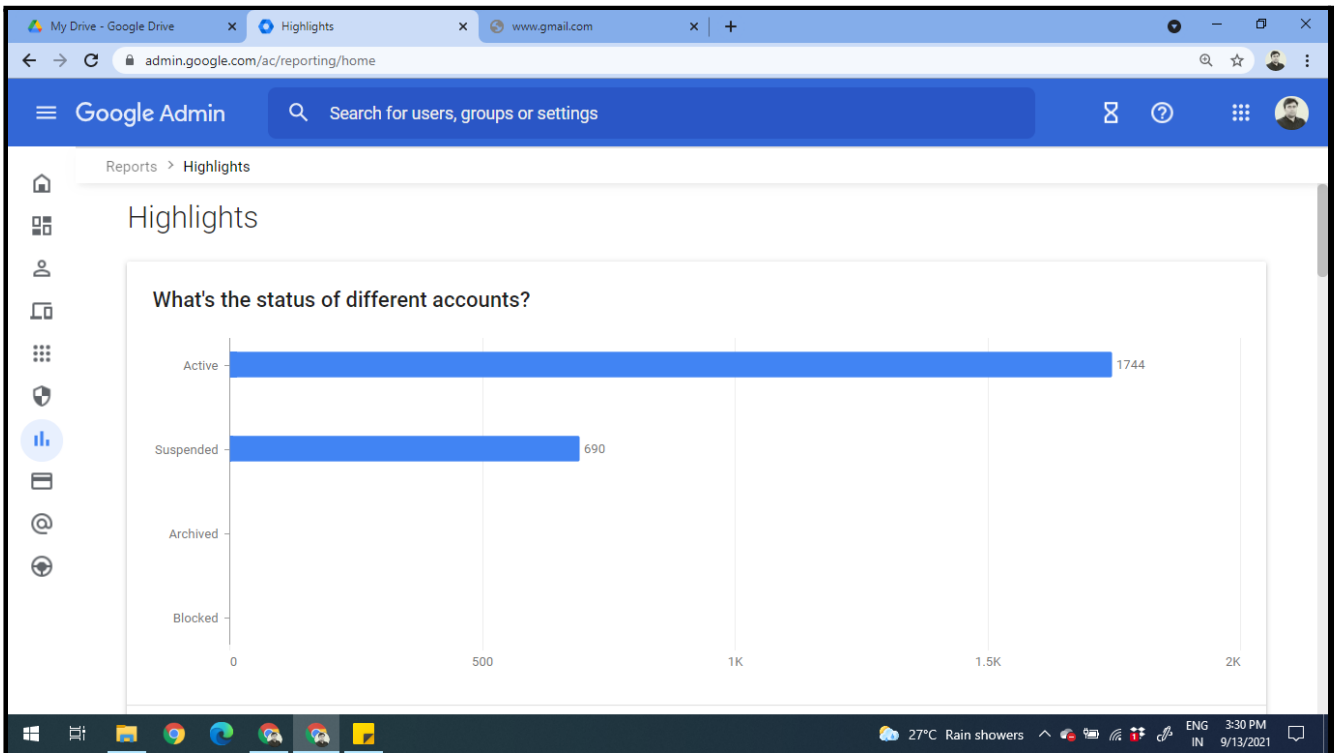 My Drive - Google Drive
Highlights
www.gmail.com
admin.google.com/ac/reporting/home
Google Admin
Search for users, groups or settings
Reports > Highlights
Highlights
What's the status of different accounts?
Active 1744
Suspended 690
Archived
Blocked
0 500 1K 1.5K 2K
27°C Rain showers
ENG 3:30 PM
IN 9/13/2021